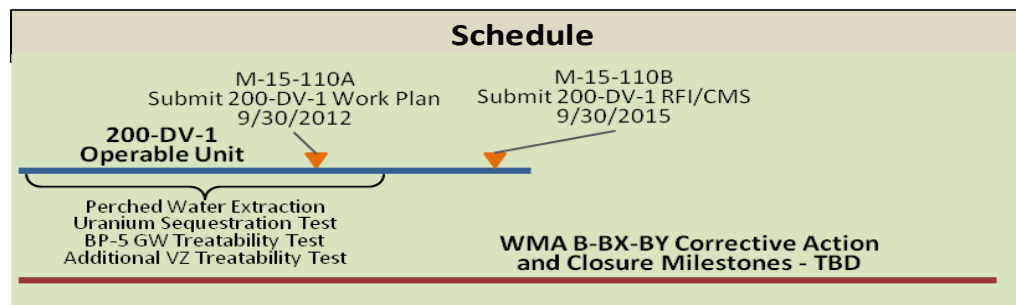 Schedule
M-15-110A
Submit 200-DV-1 Work Plan
9/30/2012
M-15-110B
Submit 200-DV-1 RFI/CMS
9/30/2015
200-DV-1
Operable Unit
Perched Water Extraction
Uranium Sequestration Test
BP-5 GW Treatability Test
Additional VZ Treatability Test
WMA B-BX-BY Corrective Action
and Closure Milestones - TBD